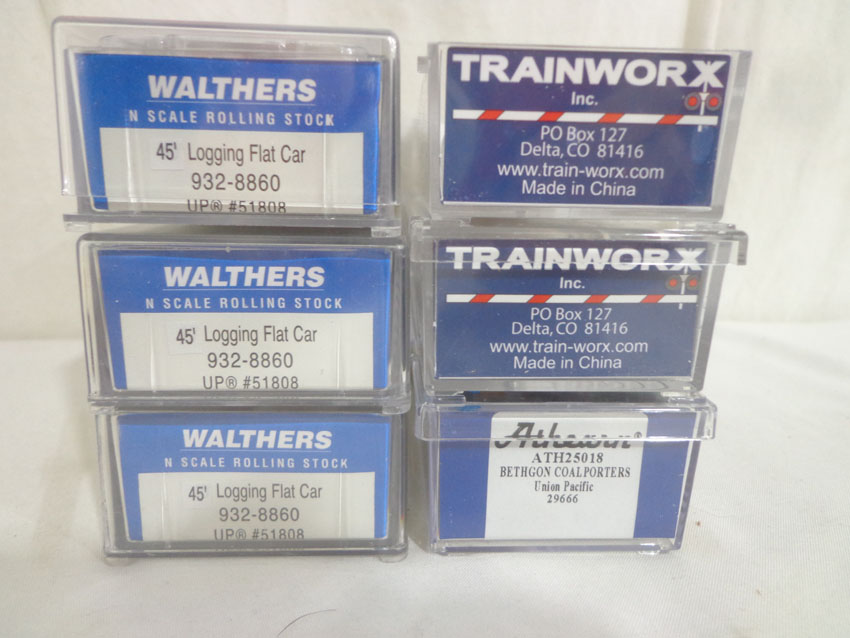 WALTHERS
N SCALE ROLLING STOCK
45' Logging Flat Car
932-8860
UP® #51808
WALTHERS
N SCALE ROLLING STOCK
45' Logging Flat Car
932-8860
UP® #51808
WALTHERS
N SCALE ROLLING STOCK
45' Logging Flat Car
932-8860
UP® #51808
TRAINWORX
Inc.
PO Box 127
Delta, CO 81416
www.train-worx.com
Made in China
TRAINWORX
Inc.
PO Box 127
Delta, CO 81416
www.train-worx.com
Made in China
Athearn®
ATH25018
BETHGON COALPORTERS
Union Pacific
29666